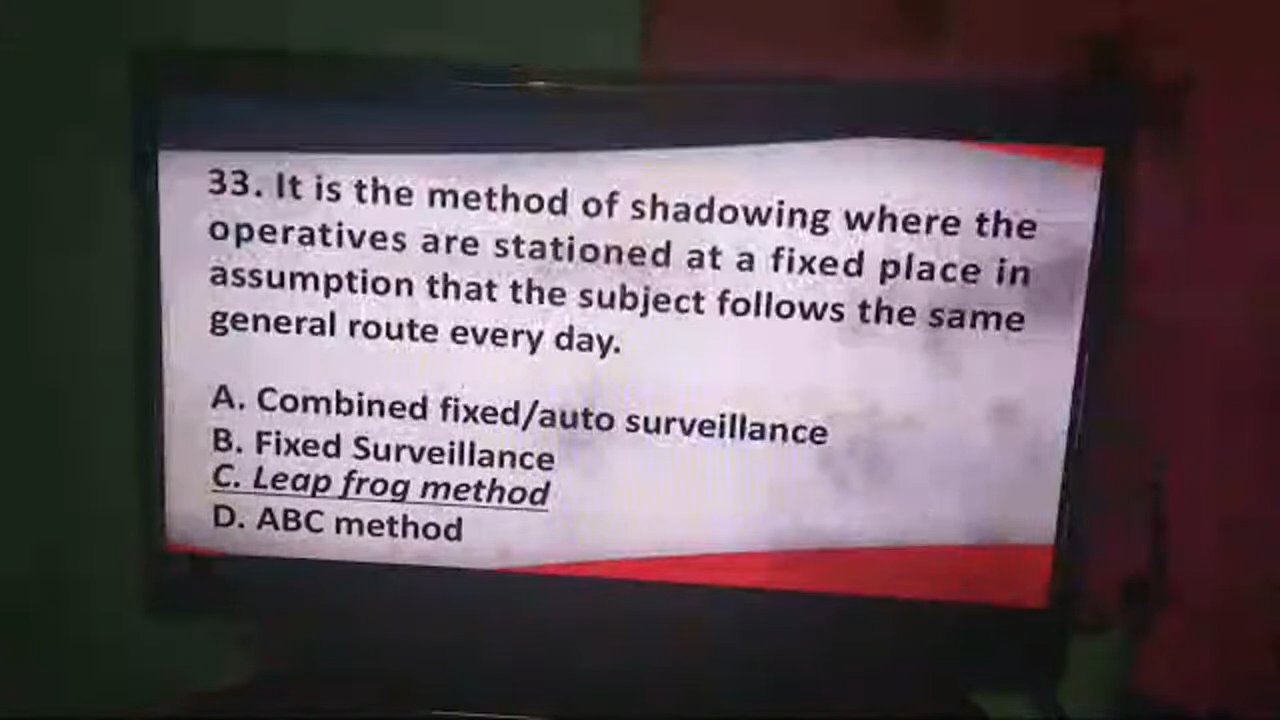 33. It is the method of shadowing where the
operatives are stationed at a fixed place in
assumption that the subject follows the same
general route every day.
A. Combined fixed/auto surveillance
B. Fixed Surveillance
C. Leap frog method
D. ABC method